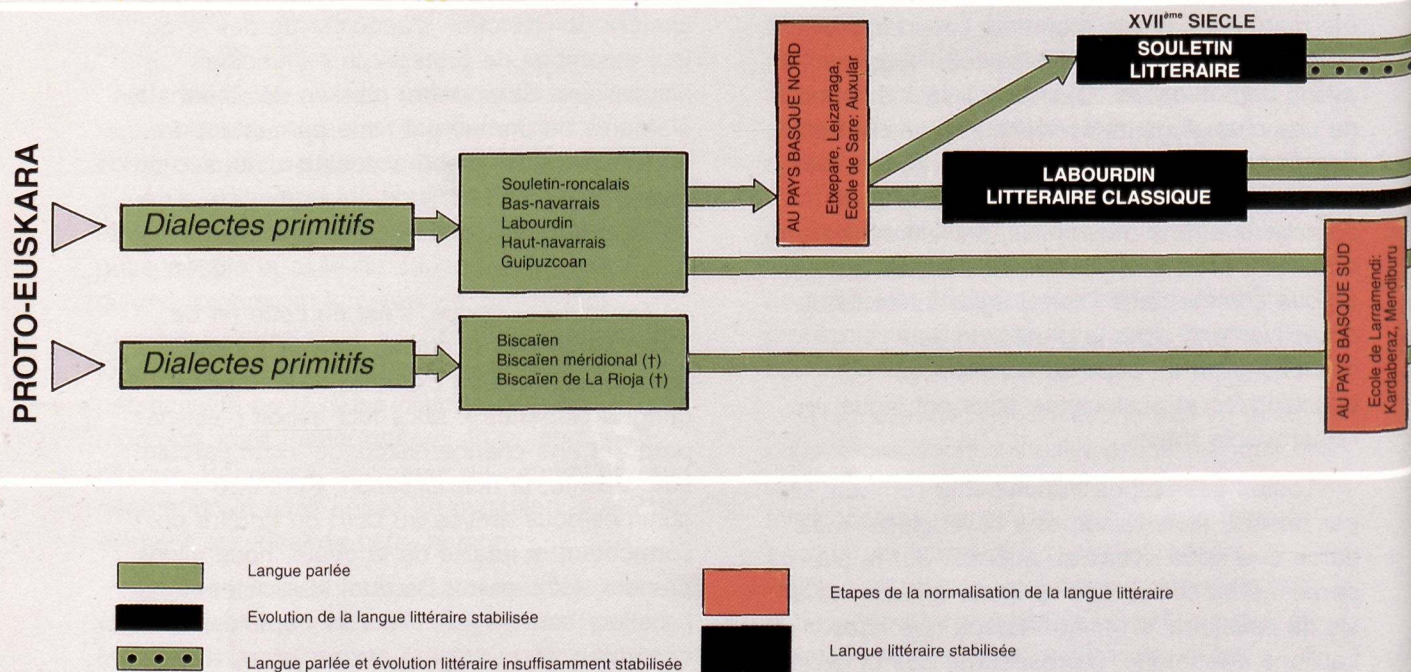 PROTO-EUSKARA
Dialectes primitifs
Souletin-roncalais
Bas-navarrais
Labourdin
Haut-navarrais
Guipuzcoan
AU PAYS BASQUE NORD
Etxepare, Leizarraga,
Ecole de Sare: Auxular
XVIIème SIECLE
SOULETIN
LITTERAIRE
LABOURDIN
LITTERAIRE CLASSIQUE
Dialectes primitifs
Biscaïen
Biscaïen méridional (†)
Biscaïen de La Rioja (†)
AU PAYS BASQUE SUD
Ecole de Larramendi:
Kardaberaz, Mendiburu
Langue parlée
Evolution de la langue littéraire stabilisée
Langue parlée et évolution littéraire insuffisamment stabilisée
Etapes de la normalisation de la langue littéraire
Langue littéraire stabilisée